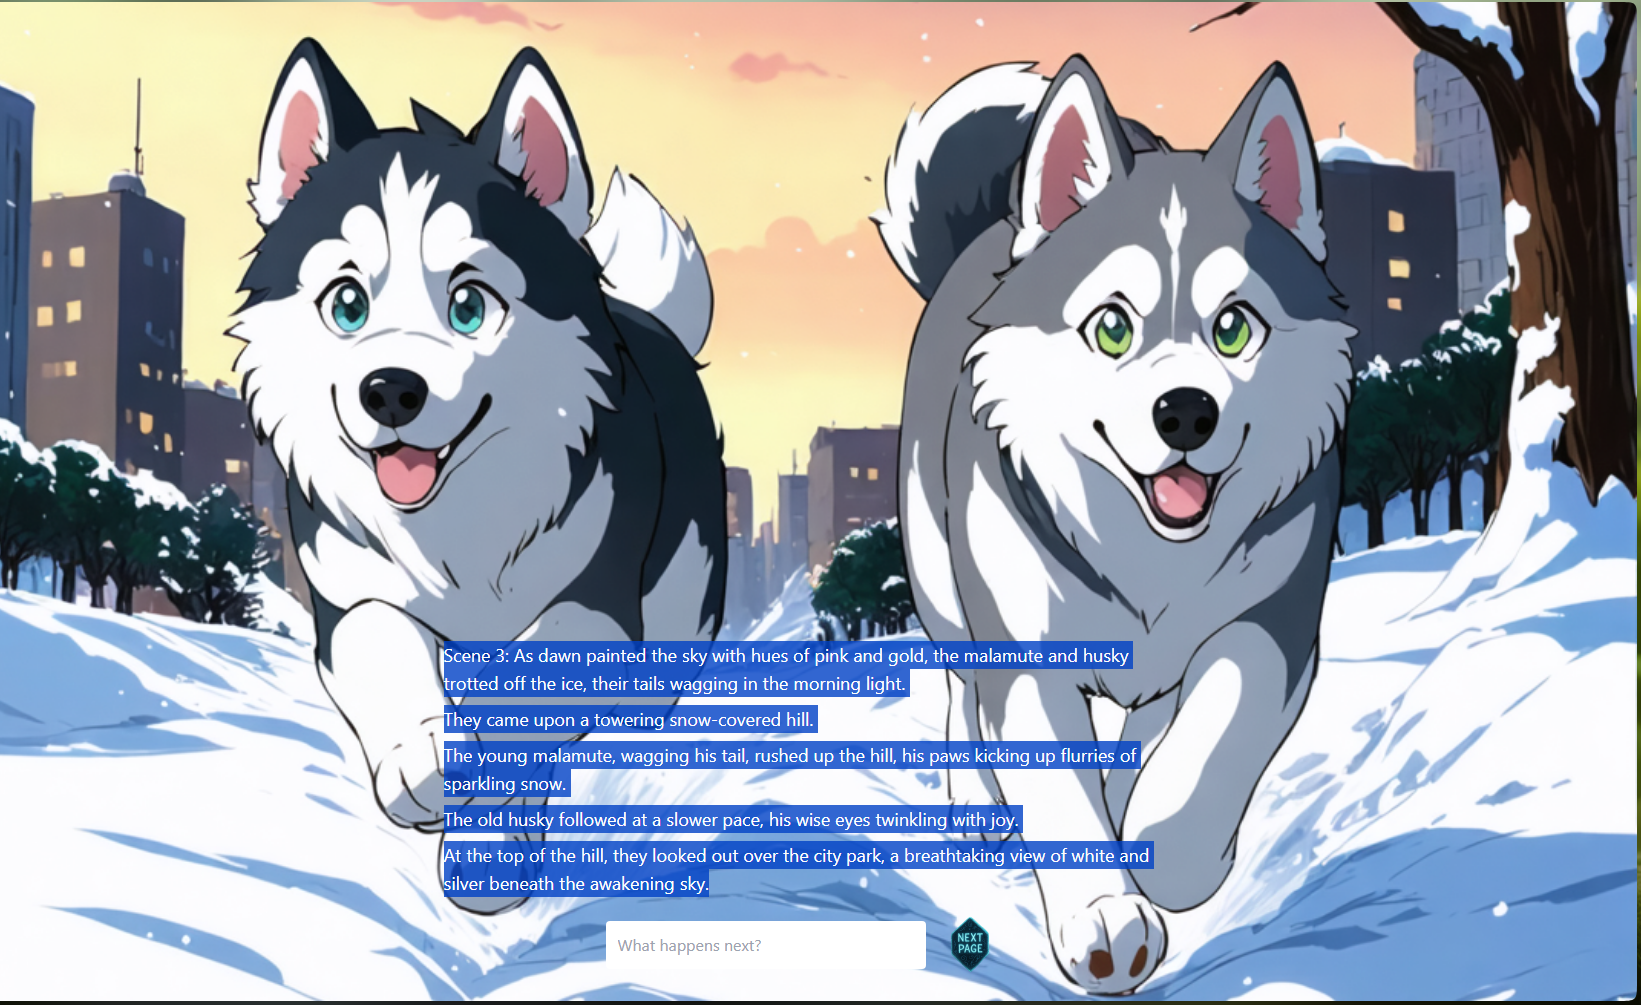 Scene 3: As dawn painted the sky with hues of pink and gold, the malamute and husky
trotted off the ice, their tails wagging in the morning light.
They came upon a towering snow-covered hill.
The young malamute, wagging his tail, rushed up the hill, his paws kicking up flurries of
sparkling snow.
The old husky followed at a slower pace, his wise eyes twinkling with joy.
At the top of the hill, they looked out over the city park, a breathtaking view of white and
silver beneath the awakening sky.
What happens next?
NEXT
PAGE